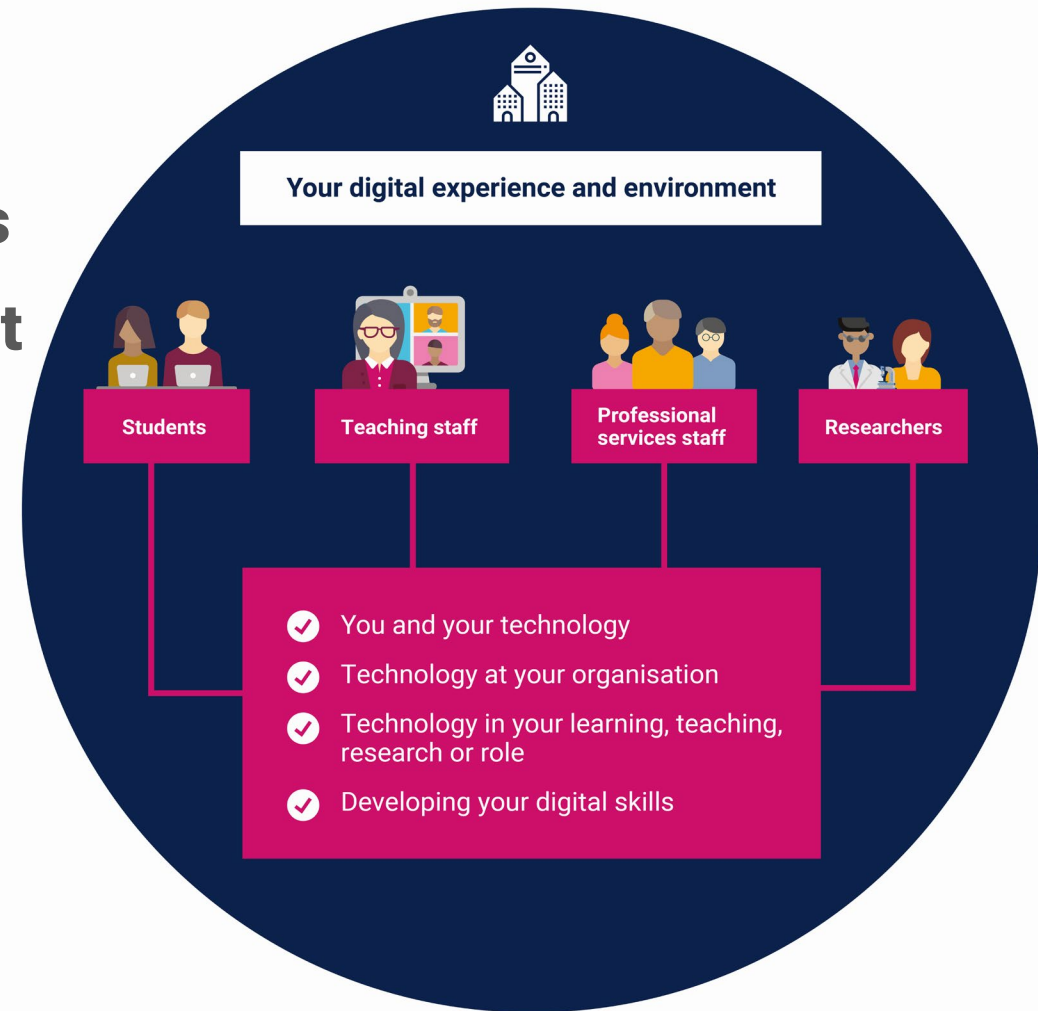 Your digital experience and environment
Students
Teaching staff
Professional
services staff
Researchers
You and your technology
Technology at your organisation
Technology in your learning, teaching,
research or role
Developing your digital skills